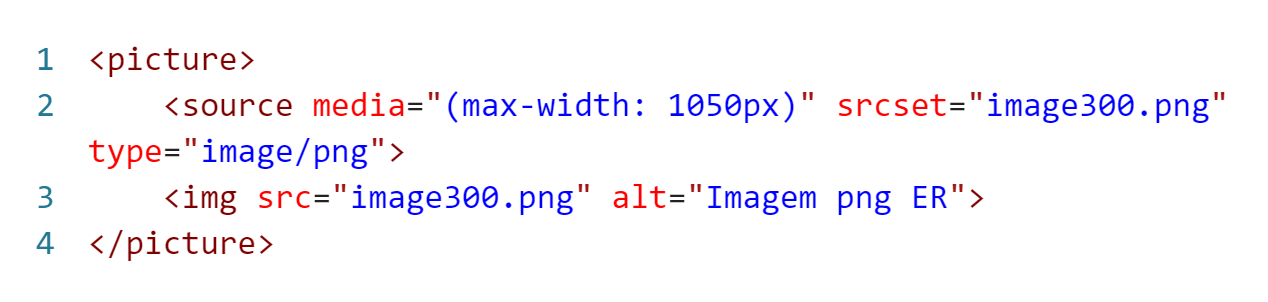 1 <picture>
2     <source media="(max-width: 1050px)" srcset="image300.png"
type="image/png">
3     <img src="image300.png" alt="Imagem png ER">
4 </picture>